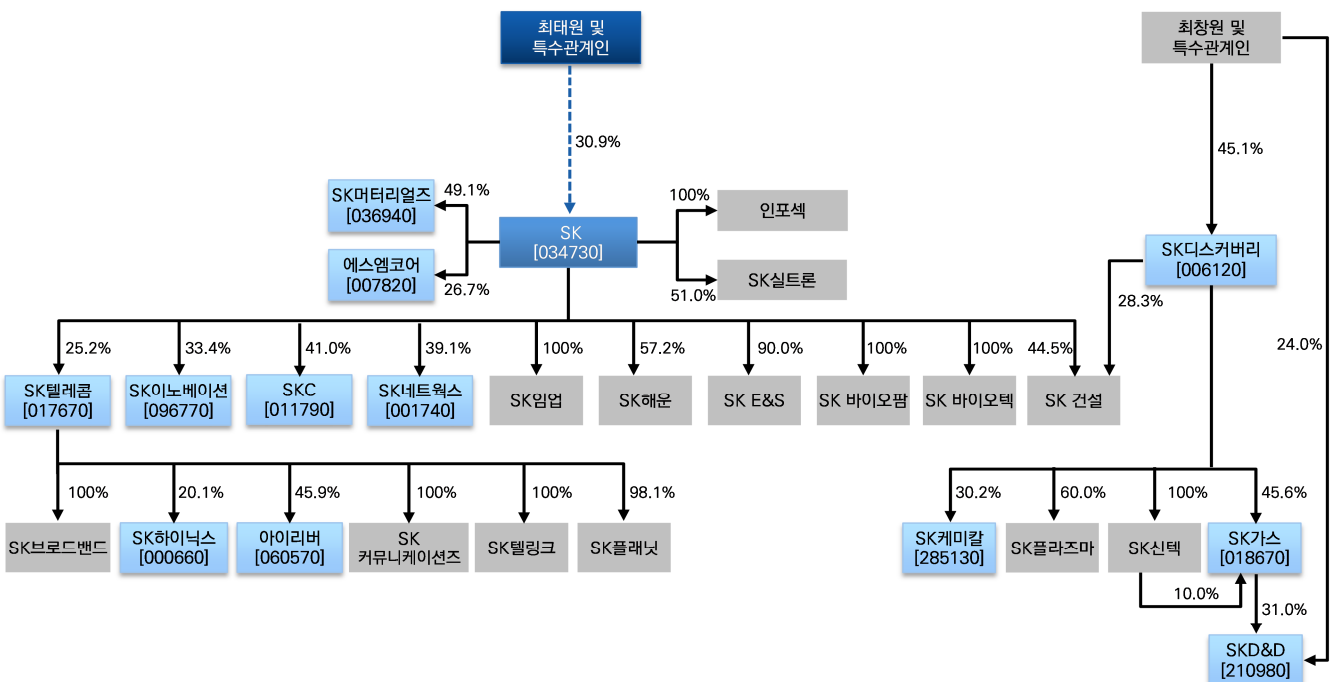 최태원 및
특수관계인
최창원 및
특수관계인
30.9%
45.1%
SK머터리얼즈
[036940]
49.1%
100%
인포섹
SK
[034730]
SK디스커버리
[006120]
에스엠코어
[007820]
26.7%
51.0%
SK실트론
28.3%
24.0%
25.2%
33.4%
41.0%
39.1%
100%
57.2%
90.0%
100%
100%
44.5%
SK텔레콤
[017670]
SK이노베이션
[096770]
SKC
[011790]
SK네트웍스
[001740]
SK임업
SK해운
SK E&S
SK 바이오팜
SK 바이오텍
SK 건설
100%
20.1%
45.9%
100%
100%
98.1%
30.2%
60.0%
100%
45.6%
SK브로드밴드
SK하이닉스
[000660]
아이리버
[060570]
SK
커뮤니케이션즈
SK텔링크
SK플래닛
SK케미칼
[285130]
SK플라즈마
SK신텍
SK가스
[018670]
10.0%
31.0%
SKD&D
[210980]